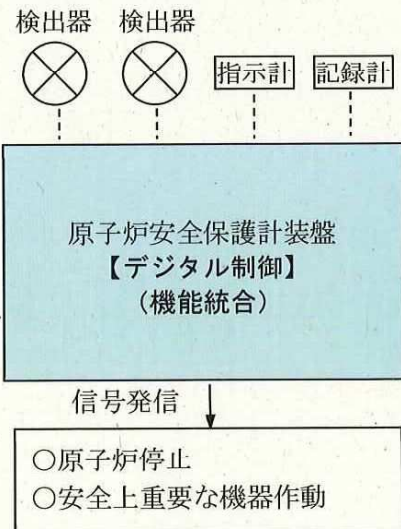 検出器 検出器
指示計 記録計
原子炉安全保護計装盤
【デジタル制御】
(機能統合)
信号発信
○原子炉停止
○安全上重要な機器作動